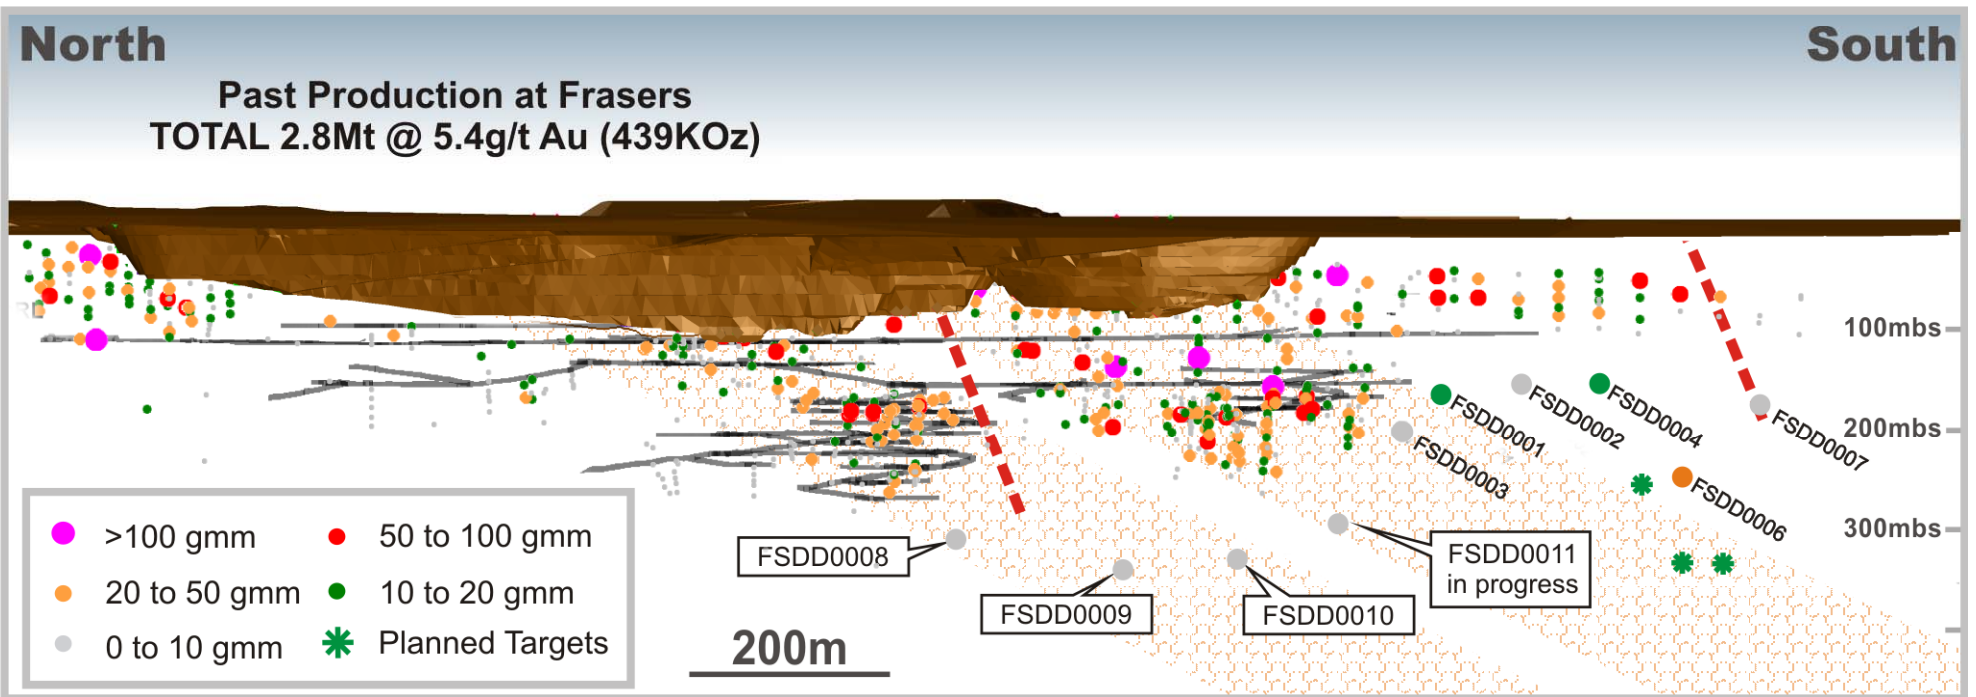 North
South
Past Production at Frasers
TOTAL 2.8Mt @ 5.4g/t Au (439KOz)
100mbs
200mbs
300mbs
FSDD0001
FSDD0002
FSDD0004
FSDD0007
FSDD0003
FSDD0006
FSDD0008
FSDD0009
FSDD0010
FSDD0011
in progress
>100 gmm
50 to 100 gmm
20 to 50 gmm
10 to 20 gmm
0 to 10 gmm
Planned Targets
200m